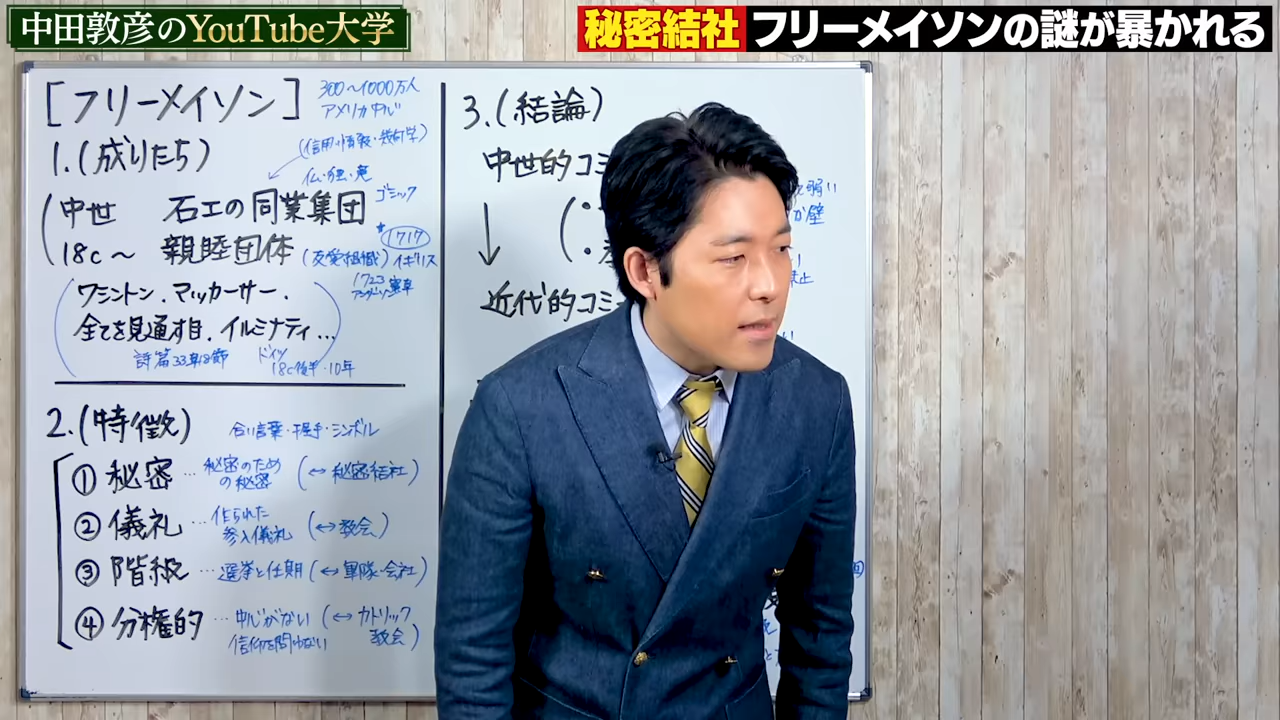 中田敦彦のYouTube大学
秘密結社 フリーメイソンの謎が暴かれる
[フリーメイソン]
300〜1000万人
アメリカ中心
1.(成りたち)
(信用・情報・幾何学)
仏・独・意
ゴシック
中世 石工の同業集団
18c〜 親睦団体 (友愛組織)
1717
イギリス
1723
アンダーソン憲章
ワシントン、マッカーサー、
全てを見通す目、イルミナティ…
詩篇33章18節
ドイツ
18c後半・10年
2.(特徴)
合い言葉・握手・シンボル
① 秘密 … 秘密のため
の秘密 (↔秘密結社)
② 儀礼 … 作られた
参入儀礼 (↔教会)
③ 階級 … 選挙と任期 (↔軍隊・会社)
④ 分権的 … 中心がない (↔カトリック
教会)
信仰を問わない
3.(結論)
中世的コミ
↓
近代的コミ
弱い
壁